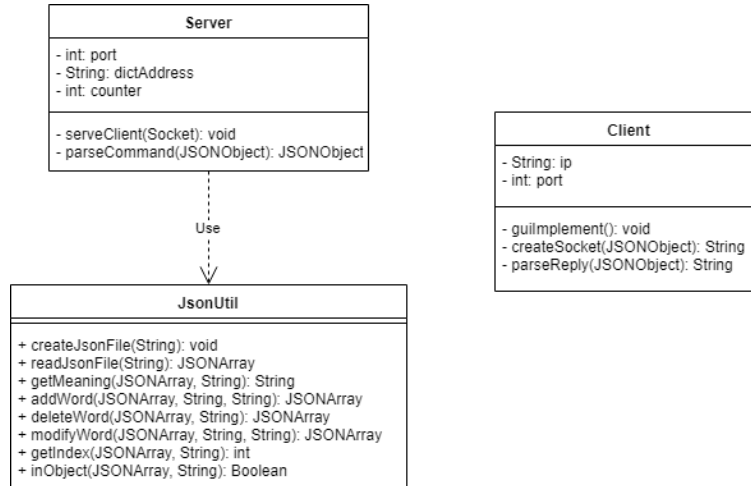 Server
- int: port
- String: dictAddress
- int: counter
- serveClient(Socket): void
- parseCommand(JSONObject): JSONObject
Use
JsonUtil
+ createJsonFile(String): void
+ readJsonFile(String): JSONArray
+ getMeaning(JSONArray, String): String
+ addWord(JSONArray, String, String): JSONArray
+ deleteWord(JSONArray, String): JSONArray
+ modifyWord(JSONArray, String, String): JSONArray
+ getIndex(JSONArray, String): int
+ inObject(JSONArray, String): Boolean
Client
- String: ip
- int: port
- guiImplement(): void
- createSocket(JSONObject): String
- parseReply(JSONObject): String